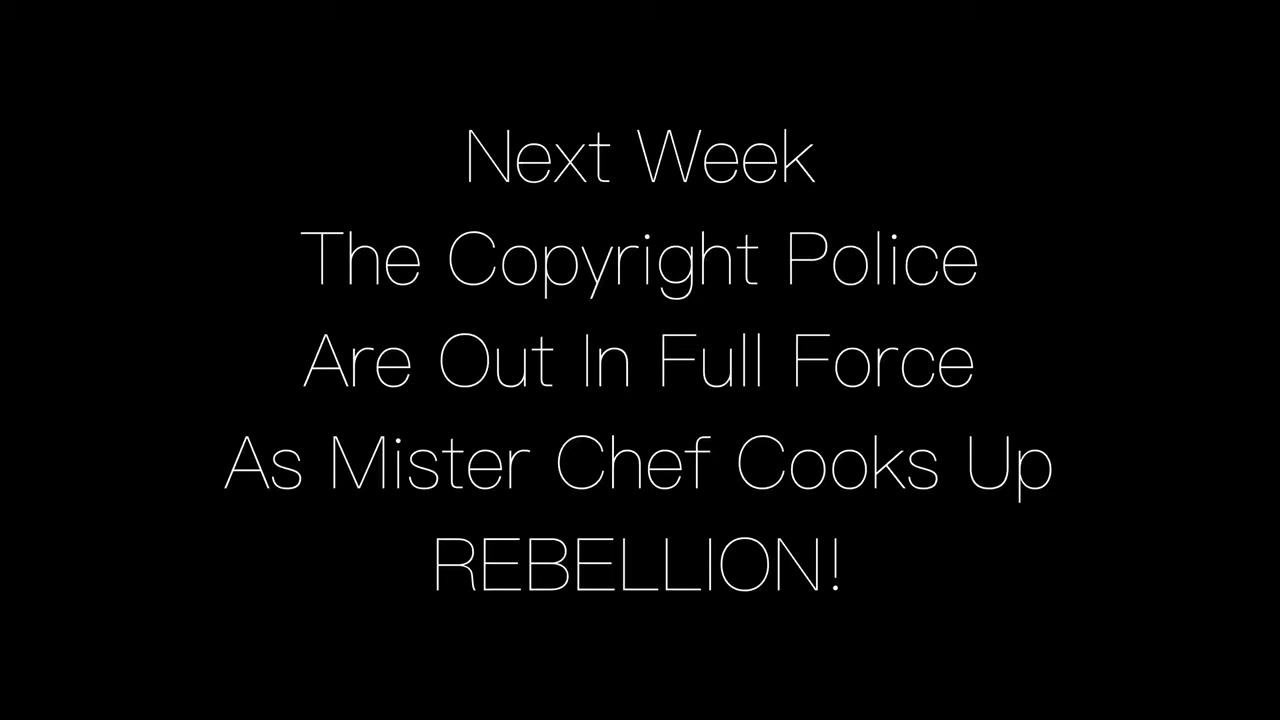 Next Week
The Copyright Police
Are Out In Full Force
As Mister Chef Cooks Up
REBELLION!